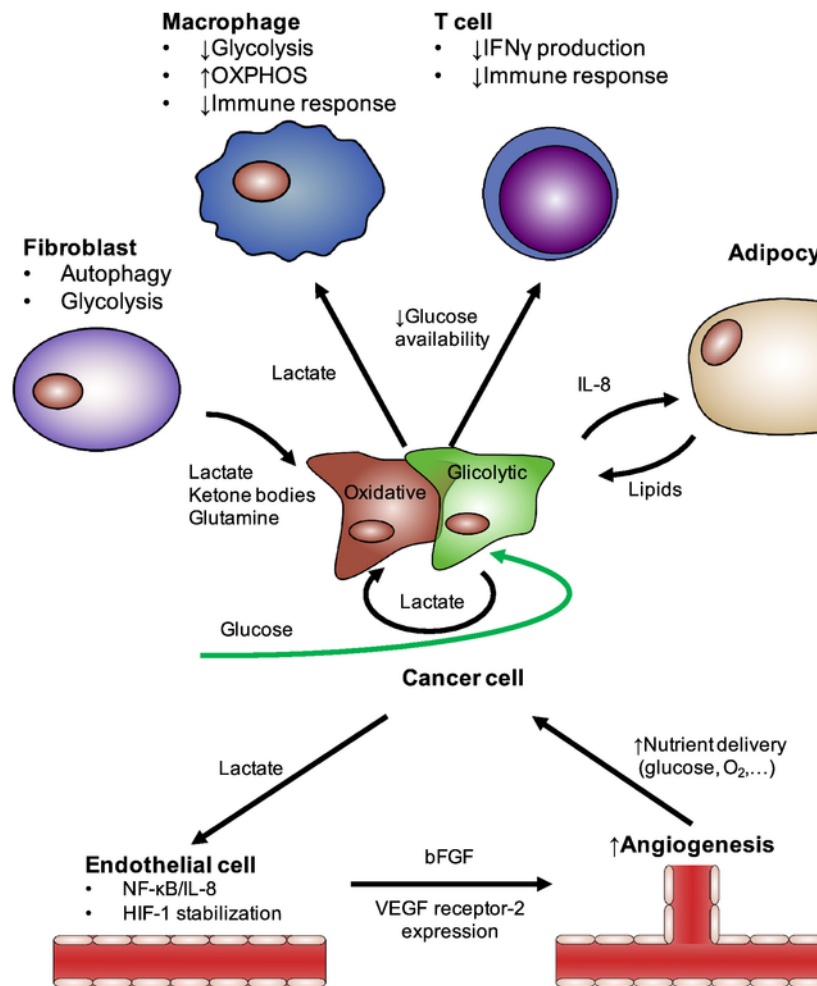 Macrophage
• ↓Glycolysis
• ↑OXPHOS
• ↓Immune response
T cell
• ↓IFNγ production
• ↓Immune response
Fibroblast
• Autophagy
• Glycolysis
Adipocy
↓Glucose
availability
Lactate
IL-8
Lactate
Ketone bodies
Glutamine
Oxidative
Glicolytic
Lipids
Lactate
Glucose
Cancer cell
Lactate
↑Nutrient delivery
(glucose, O₂,…)
Endothelial cell
• NF-κB/IL-8
• HIF-1 stabilization
bFGF
VEGF receptor-2
expression
↑Angiogenesis